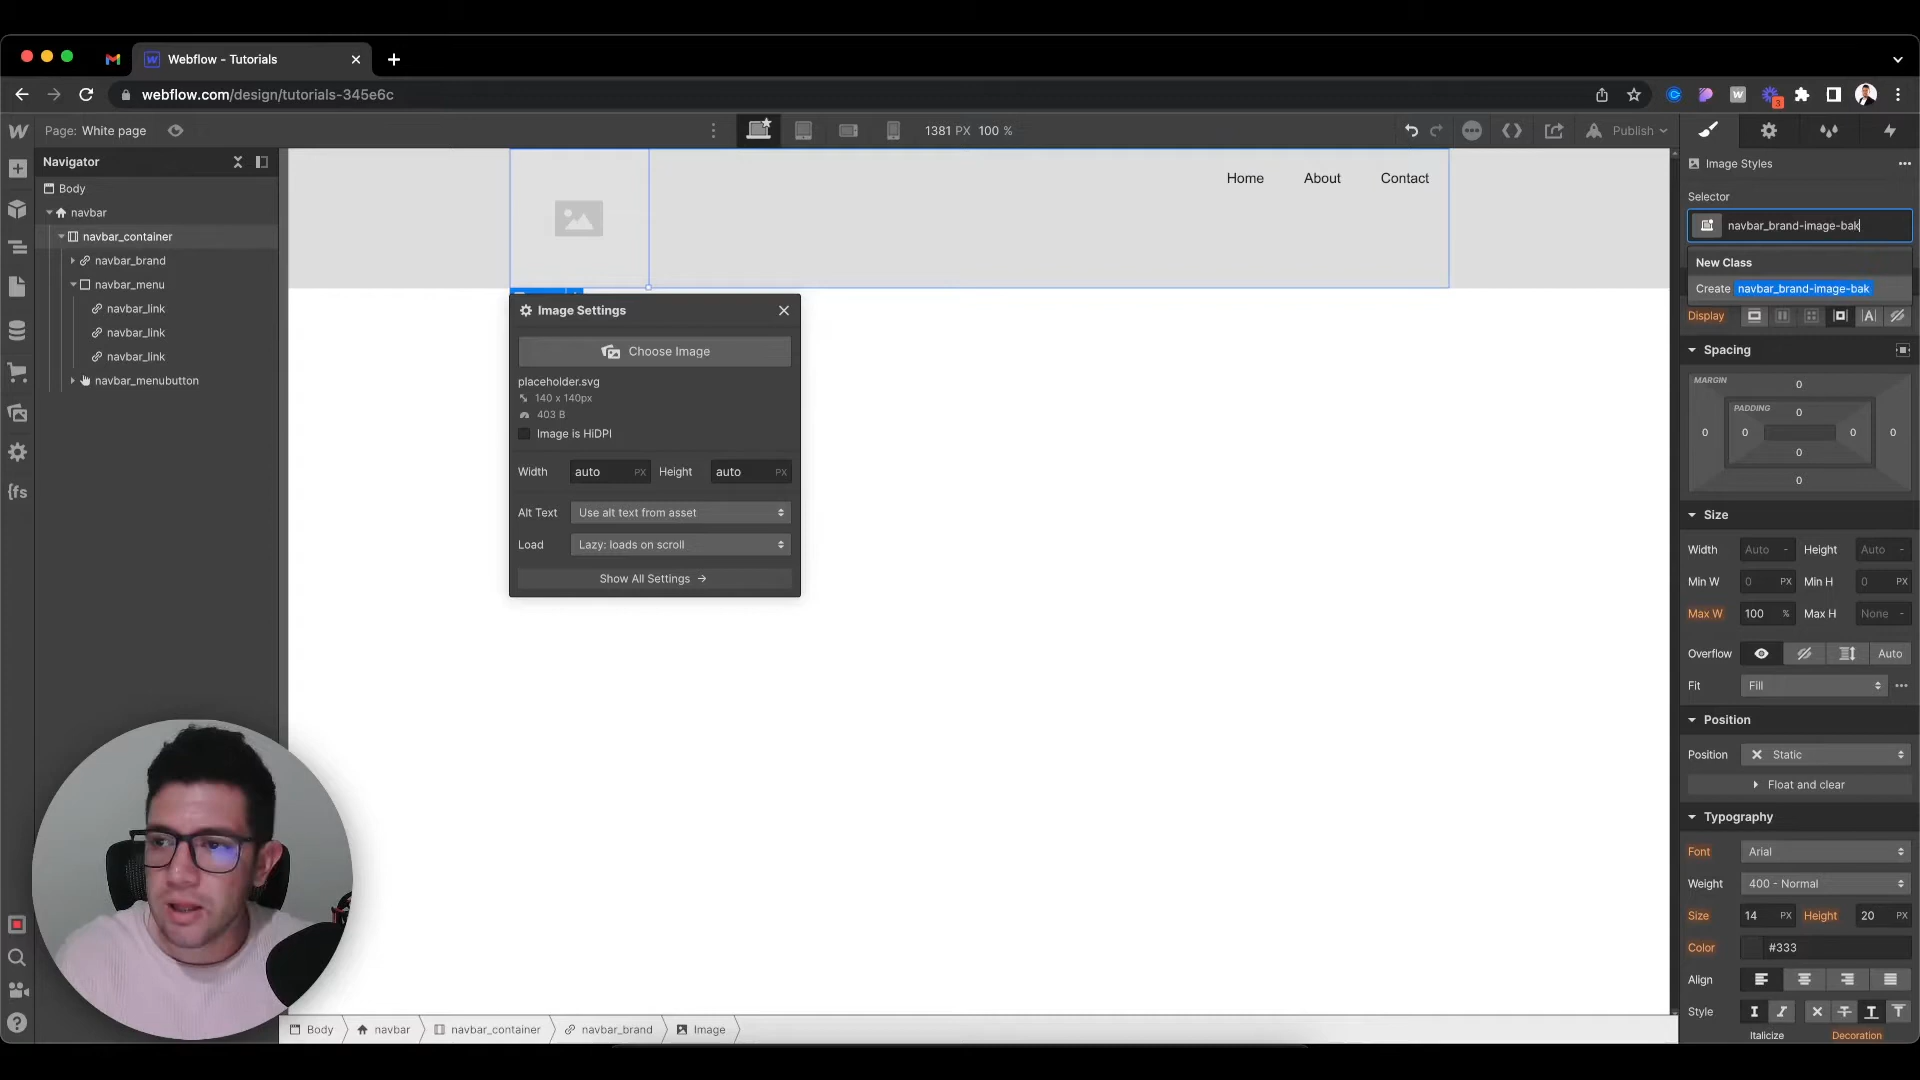 Webflow - Tutorials
webflow.com/design/tutorials-345e6c
3
Page: White page
1381 PX 100 %
Publish
Navigator
Body
navbar
navbar_container
navbar_brand
navbar_menu
navbar_link
navbar_link
navbar_link
navbar_menubutton
{fs
Home About Contact
Image Settings
Choose Image
placeholder.svg
140 x 140px
403 B
Image is HiDPI
Width auto PX Height auto PX
Alt Text Use alt text from asset
Load Lazy: loads on scroll
Show All Settings
Image Styles
Selector
navbar_brand-image-bak
New Class
Create navbar_brand-image-bak
Display
Spacing
MARGIN
0
PADDING
0
0 0 0 0
0
0
Size
Width Auto - Height Auto -
Min W 0 PX Min H 0 PX
Max W 100 % Max H None -
Overflow Auto
Fit Fill
Position
Position Static
Float and clear
Typography
Font Arial
Weight 400 - Normal
Size 14 PX Height 20 PX
Color #333
Align
Style
Italicize Decoration
Body navbar navbar_container navbar_brand Image